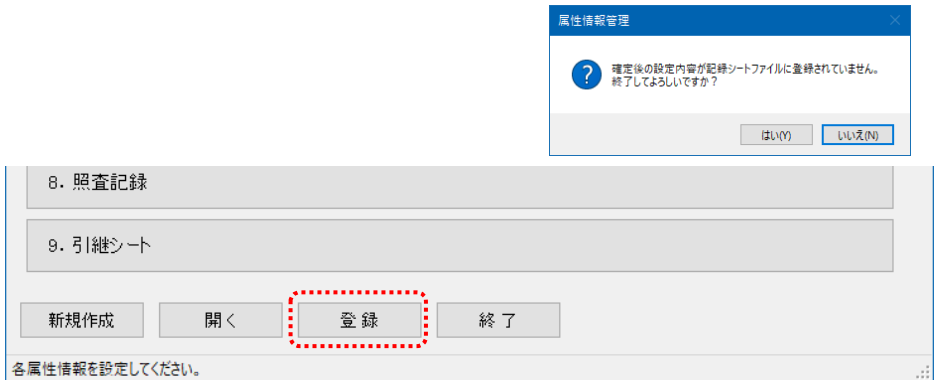 属性情報管理
確定後の設定内容が記録シートファイルに登録されていません。
終了してよろしいですか？
はい(Y)
いいえ(N)
8. 照査記録
9. 引継シート
新規作成
開く
登録
終了
各属性情報を設定してください。